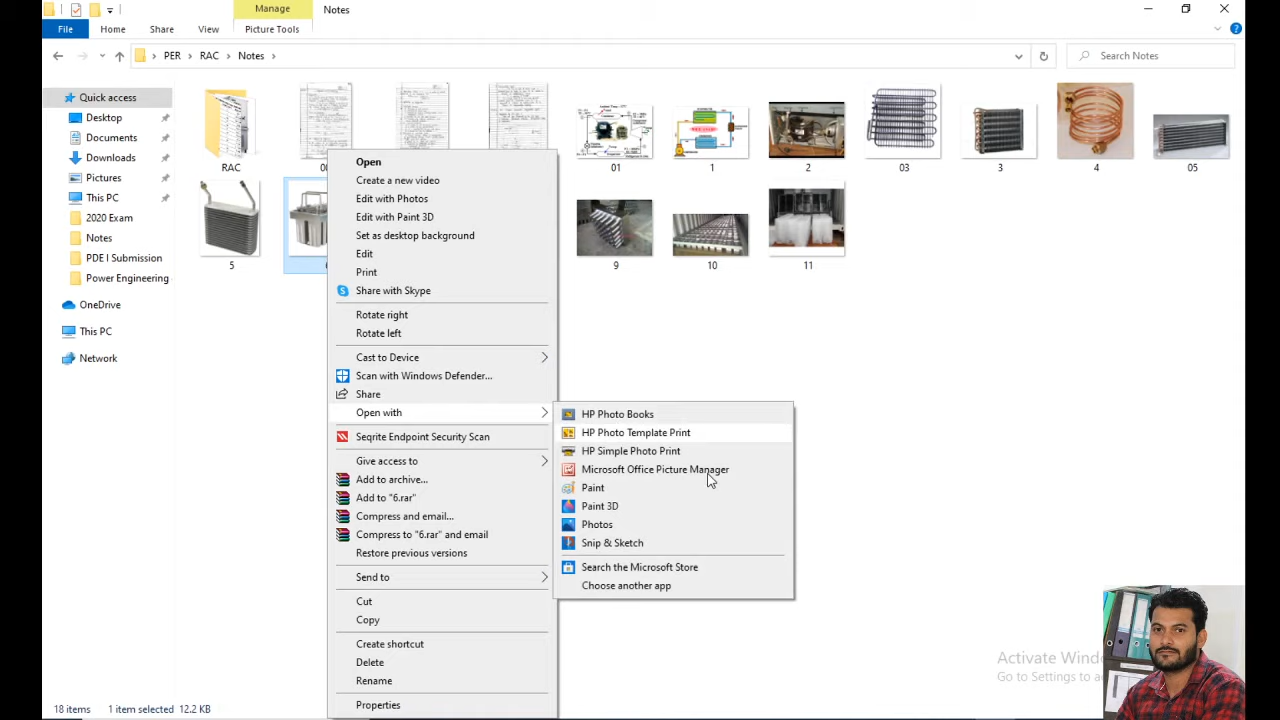 Manage
Notes
File
Home
Share
View
Picture Tools
PER
RAC
Notes
Search Notes
Quick access
Desktop
Documents
Downloads
Pictures
This PC
2020 Exam
Notes
PDE I Submission
Power Engineering
OneDrive
This PC
Network
RAC
01
1
2
03
3
4
05
5
9
10
11
Open
Create a new video
Edit with Photos
Edit with Paint 3D
Set as desktop background
Edit
Print
Share with Skype
Rotate right
Rotate left
Cast to Device
Scan with Windows Defender...
Share
Open with
Seqrite Endpoint Security Scan
Give access to
Add to archive...
Add to "6.rar"
Compress and email...
Compress to "6.rar" and email
Restore previous versions
Send to
Cut
Copy
Create shortcut
Delete
Rename
Properties
HP Photo Books
HP Photo Template Print
HP Simple Photo Print
Microsoft Office Picture Manager
Paint
Paint 3D
Photos
Snip & Sketch
Search the Microsoft Store
Choose another app
Activate Wind
Go to Settings to a
18 items
1 item selected 12.2 KB